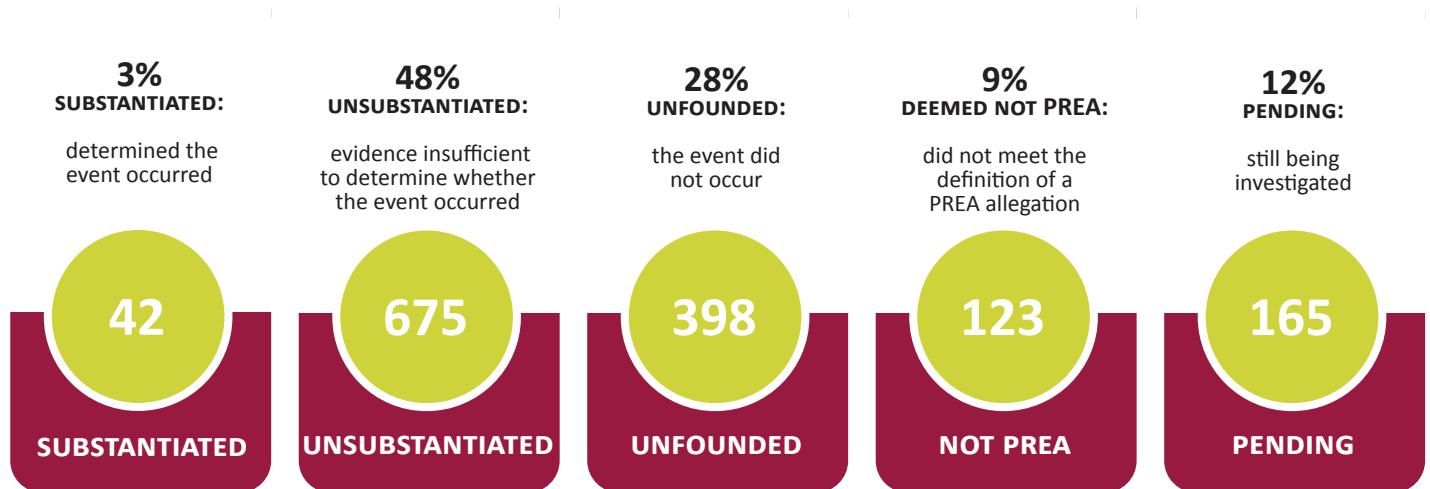 3%
SUBSTANTIATED:
determined the
event occurred
42
SUBSTANTIATED
48%
UNSUBSTANTIATED:
evidence insufficient
to determine whether
the event occurred
675
UNSUBSTANTIATED
28%
UNFOUNDED:
the event did
not occur
398
UNFOUNDED
9%
DEEMED NOT PREA:
did not meet the
definition of a
PREA allegation
123
NOT PREA
12%
PENDING:
still being
investigated
165
PENDING